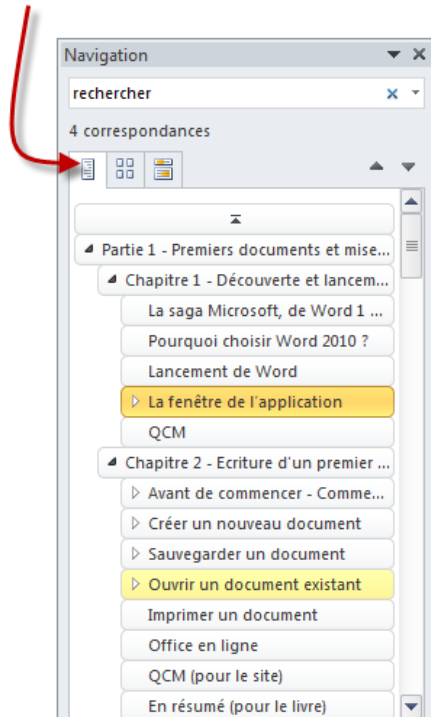 Navigation
rechercher
4 correspondances
Partie 1 - Premiers documents et mise...
Chapitre 1 - Découverte et lancem...
La saga Microsoft, de Word 1 ...
Pourquoi choisir Word 2010 ?
Lancement de Word
La fenêtre de l'application
QCM
Chapitre 2 - Ecriture d'un premier ...
Avant de commencer - Comme...
Créer un nouveau document
Sauvegarder un document
Ouvrir un document existant
Imprimer un document
Office en ligne
QCM (pour le site)
En résumé (pour le livre)